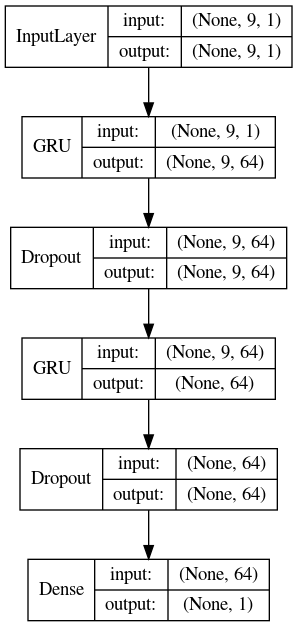 InputLayer
input: (None, 9, 1)
output: (None, 9, 1)
GRU
input: (None, 9, 1)
output: (None, 9, 64)
Dropout
input: (None, 9, 64)
output: (None, 9, 64)
GRU
input: (None, 9, 64)
output: (None, 64)
Dropout
input: (None, 64)
output: (None, 64)
Dense
input: (None, 64)
output: (None, 1)